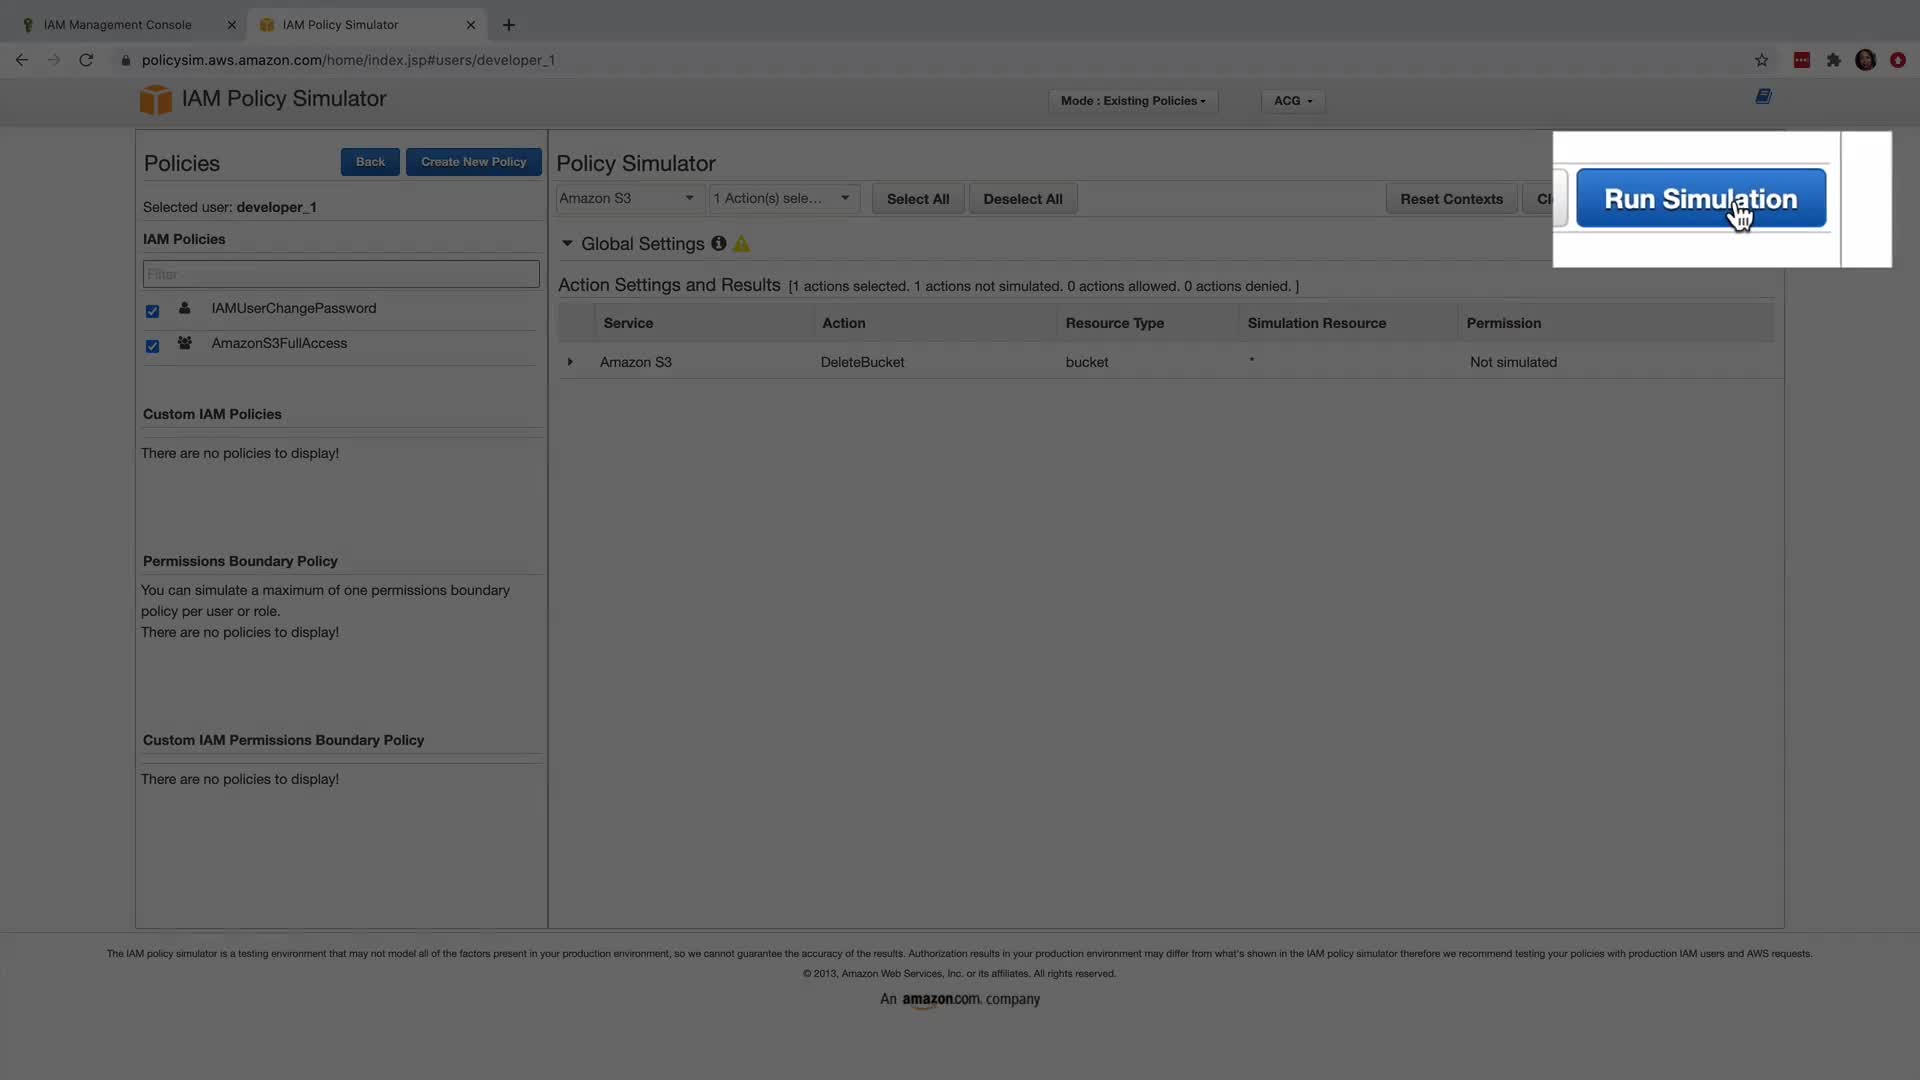 IAM Management Console
IAM Policy Simulator
policysim.aws.amazon.com/home/index.jsp#users/developer_1
IAM Policy Simulator
Mode : Existing Policies
ACG
Policies
Back
Create New Policy
Selected user: developer_1
IAM Policies
Filter
IAMUserChangePassword
AmazonS3FullAccess
Custom IAM Policies
There are no policies to display!
Permissions Boundary Policy
You can simulate a maximum of one permissions boundary
policy per user or role.
There are no policies to display!
Custom IAM Permissions Boundary Policy
There are no policies to display!
Policy Simulator
Amazon S3
1 Action(s) sele...
Select All
Deselect All
Reset Contexts
Cl
Run Simulation
Global Settings
Action Settings and Results [1 actions selected. 1 actions not simulated. 0 actions allowed. 0 actions denied. ]
Service Action Resource Type Simulation Resource Permission
Amazon S3 DeleteBucket bucket * Not simulated
The IAM policy simulator is a testing environment that may not model all of the factors present in your production environment, so we cannot guarantee the accuracy of the results. Authorization results in your production environment may differ from what's shown in the IAM policy simulator therefore we recommend testing your policies with production IAM users and AWS requests.
© 2013, Amazon Web Services, Inc. or its affiliates. All rights reserved.
An amazon.com. company